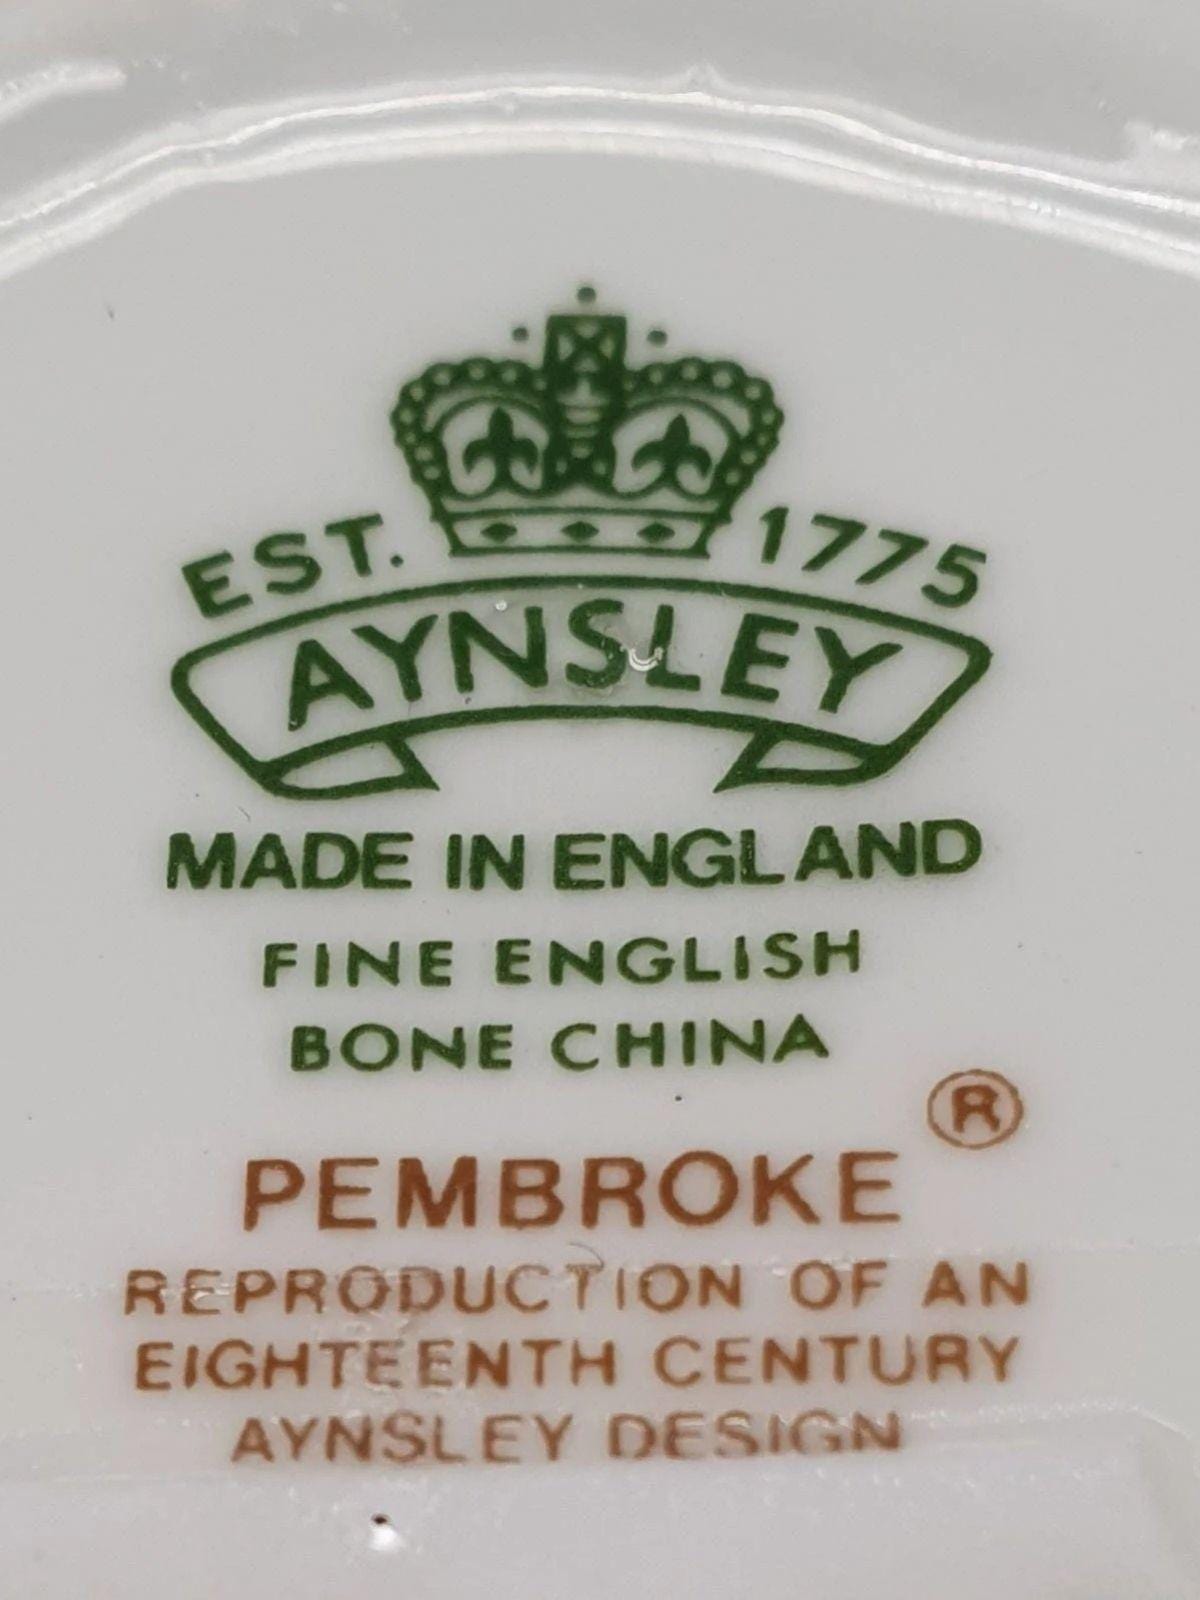 EST. 1775
AYNSLEY
MADE IN ENGLAND
FINE ENGLISH
BONE CHINA
PEMBROKE ®
REPRODUCTION OF AN
EIGHTEENTH CENTURY
AYNSLEY DESIGN